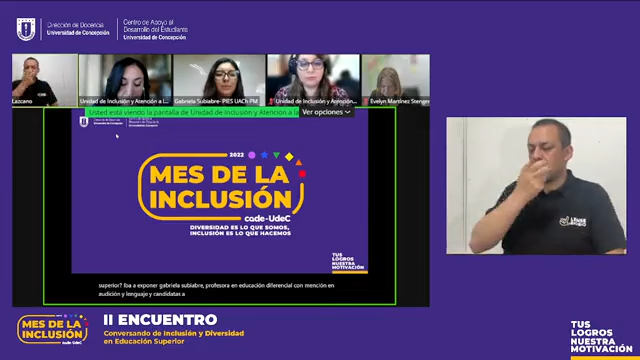 Dirección de Docencia
Universidad de Concepción
Centro de Apoyo al
Desarrollo del Estudiante
Universidad de Concepción
Lazcano
Unidad de Inclusión y Atención a l...
Gabriela Subiabre- PIES UACh PM
Unidad de Inclusión y Atención...
Evelyn Martínez Stenger
Usted está viendo la pantalla de Unidad de Inclusión y Atención a la
Ver opciones
2022
MES DE LA
INCLUSIÓN
cade-UdeC
DIVERSIDAD ES LO QUE SOMOS,
INCLUSIÓN ES LO QUE HACEMOS
TUS
LOGROS
NUESTRA
MOTIVACIÓN
superior? Iba a exponer gabriela subiabre, profesora en educación diferencial con mención en
audición y lenguaje y candidatas a
MES DE LA
INCLUSIÓN
cade-UdeC
II ENCUENTRO
Conversando de Inclusión y Diversidad
en Educación Superior
TUS
LOGROS
NUESTRA
MOTIVACIÓN